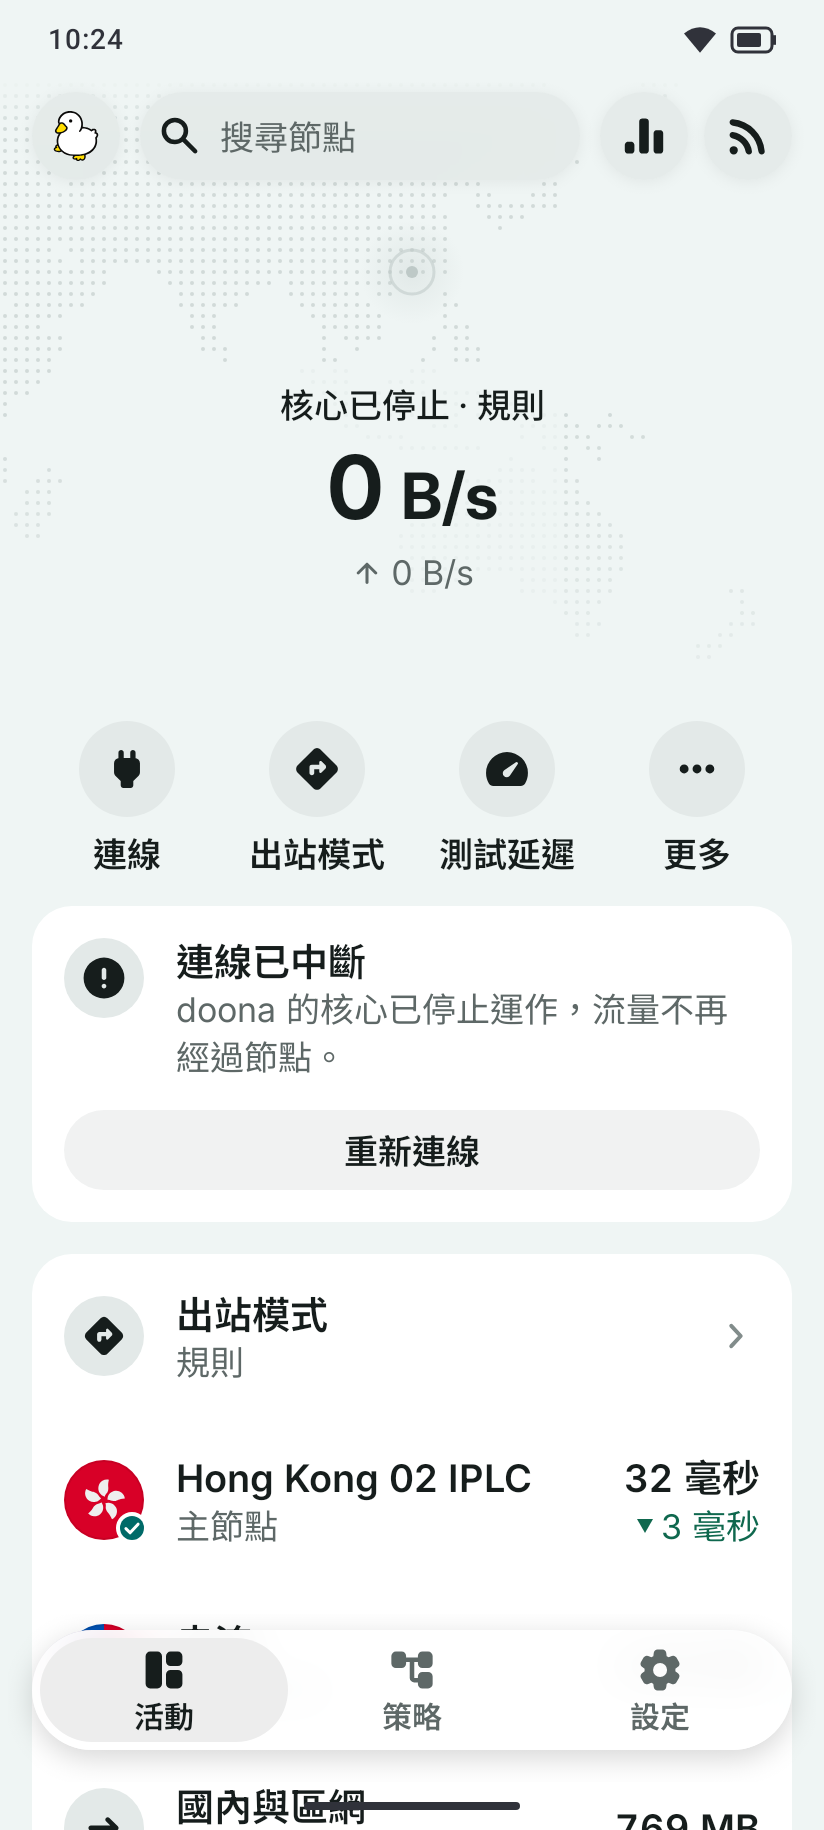 10:24
搜尋節點
核心已停止 · 規則
0 B/s
↑ 0 B/s
連線
出站模式
測試延遲
更多
連線已中斷
doona 的核心已停止運作，流量不再
經過節點。
重新連線
出站模式
規則
Hong Kong 02 IPLC
32 毫秒
主節點
▼3 毫秒
活動
策略
設定
國內與區網
769 MB